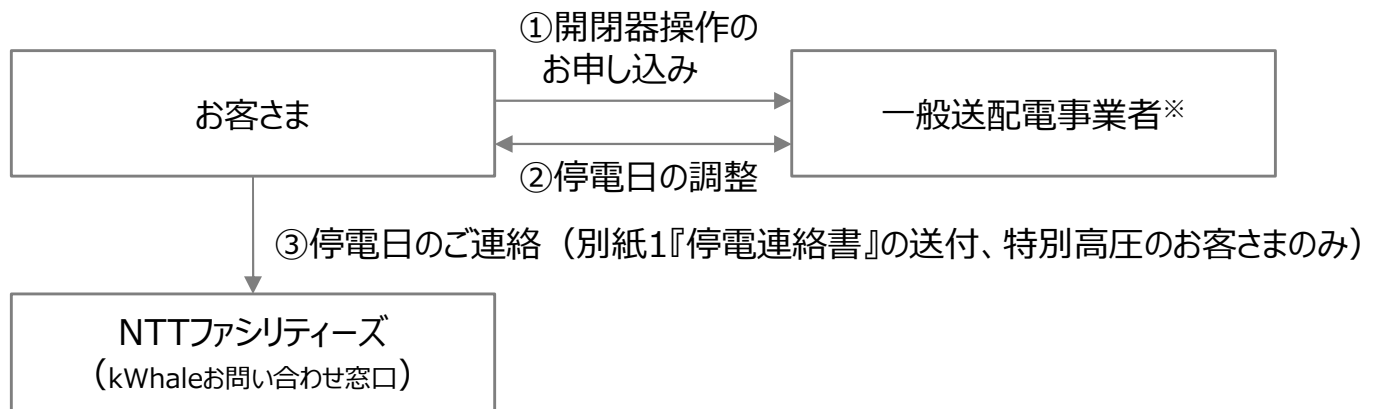 ①開閉器操作の
お申し込み
お客さま
一般送配電事業者※
②停電日の調整
③停電日のご連絡（別紙1『停電連絡書』の送付、特別高圧のお客さまのみ）
NTTファシリティーズ
（kWhaleお問い合わせ窓口）